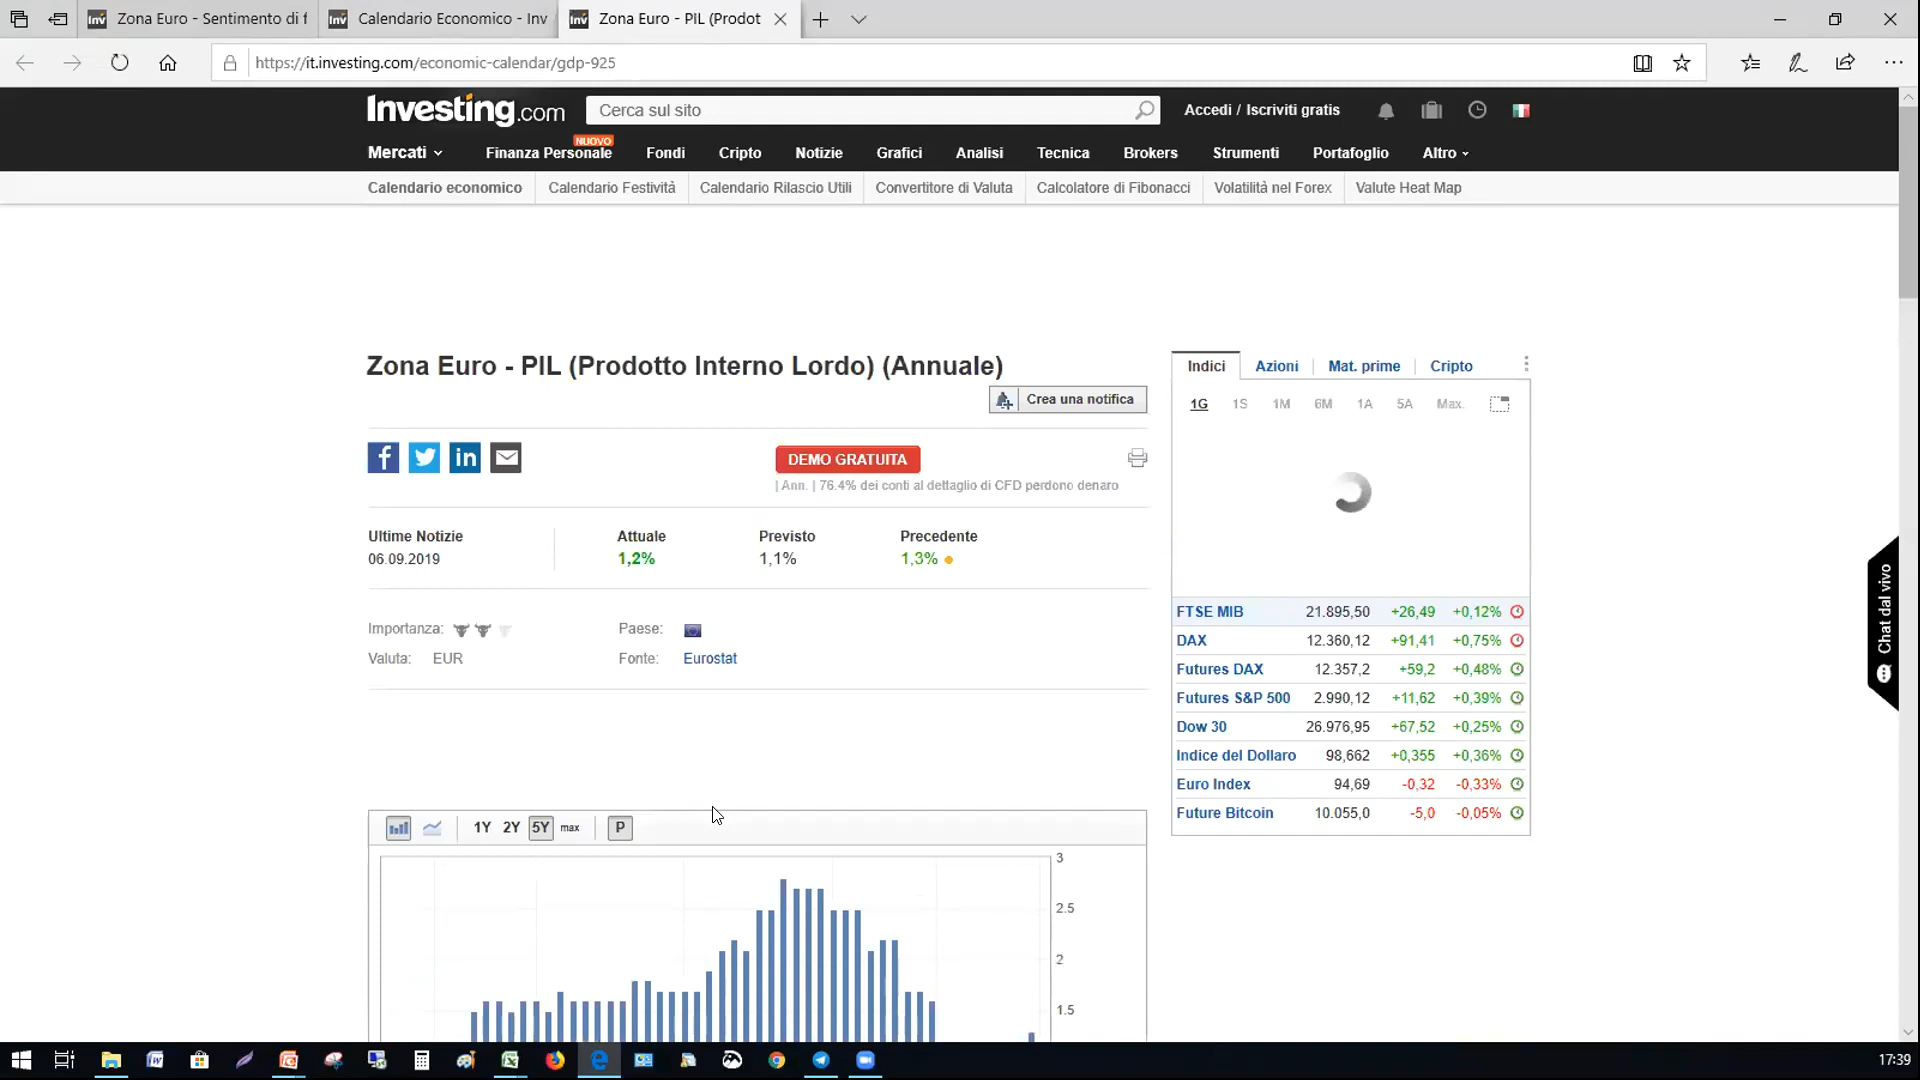 Zona Euro - Sentimento di f
Calendario Economico - Inv
Zona Euro - PIL (Prodot
https://it.investing.com/economic-calendar/gdp-925
Investing.com
Cerca sul sito
Accedi / Iscriviti gratis
NUOVO
Mercati
Finanza Personale
Fondi
Cripto
Notizie
Grafici
Analisi
Tecnica
Brokers
Strumenti
Portafoglio
Altro
Calendario economico
Calendario Festività
Calendario Rilascio Utili
Convertitore di Valuta
Calcolatore di Fibonacci
Volatilità nel Forex
Valute Heat Map
Zona Euro - PIL (Prodotto Interno Lordo) (Annuale)
Crea una notifica
DEMO GRATUITA
| Ann. | 76.4% dei conti al dettaglio di CFD perdono denaro
Ultime Notizie
06.09.2019
Attuale
1,2%
Previsto
1,1%
Precedente
1,3%
Importanza:
Paese:
Valuta: EUR
Fonte: Eurostat
1Y 2Y 5Y max P
3
2.5
2
1.5
Indici Azioni Mat. prime Cripto
1G 1S 1M 6M 1A 5A Max.
FTSE MIB 21.895,50 +26,49 +0,12%
DAX 12.360,12 +91,41 +0,75%
Futures DAX 12.357,2 +59,2 +0,48%
Futures S&P 500 2.990,12 +11,62 +0,39%
Dow 30 26.976,95 +67,52 +0,25%
Indice del Dollaro 98,662 +0,355 +0,36%
Euro Index 94,69 -0,32 -0,33%
Future Bitcoin 10.055,0 -5,0 -0,05%
Chat dal vivo
17:39